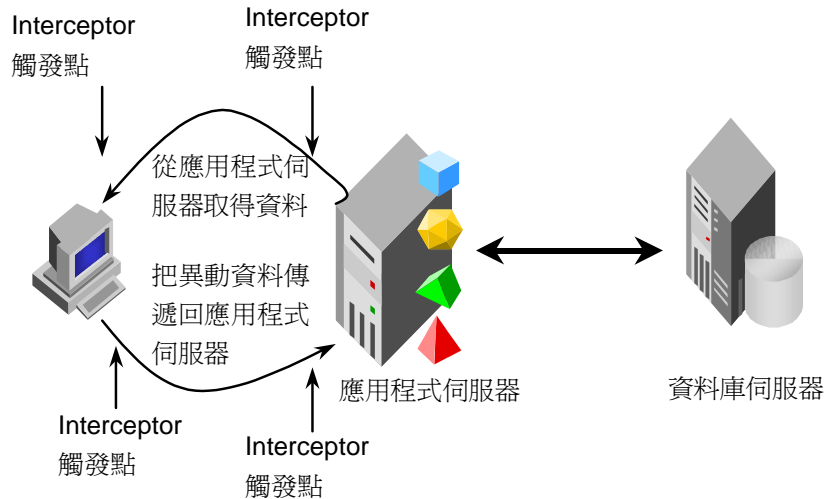 Interceptor
觸發點
Interceptor
觸發點
從應用程式伺
服器取得資料
把異動資料傳
遞回應用程式
伺服器
應用程式伺服器
資料庫伺服器
Interceptor
觸發點
Interceptor
觸發點